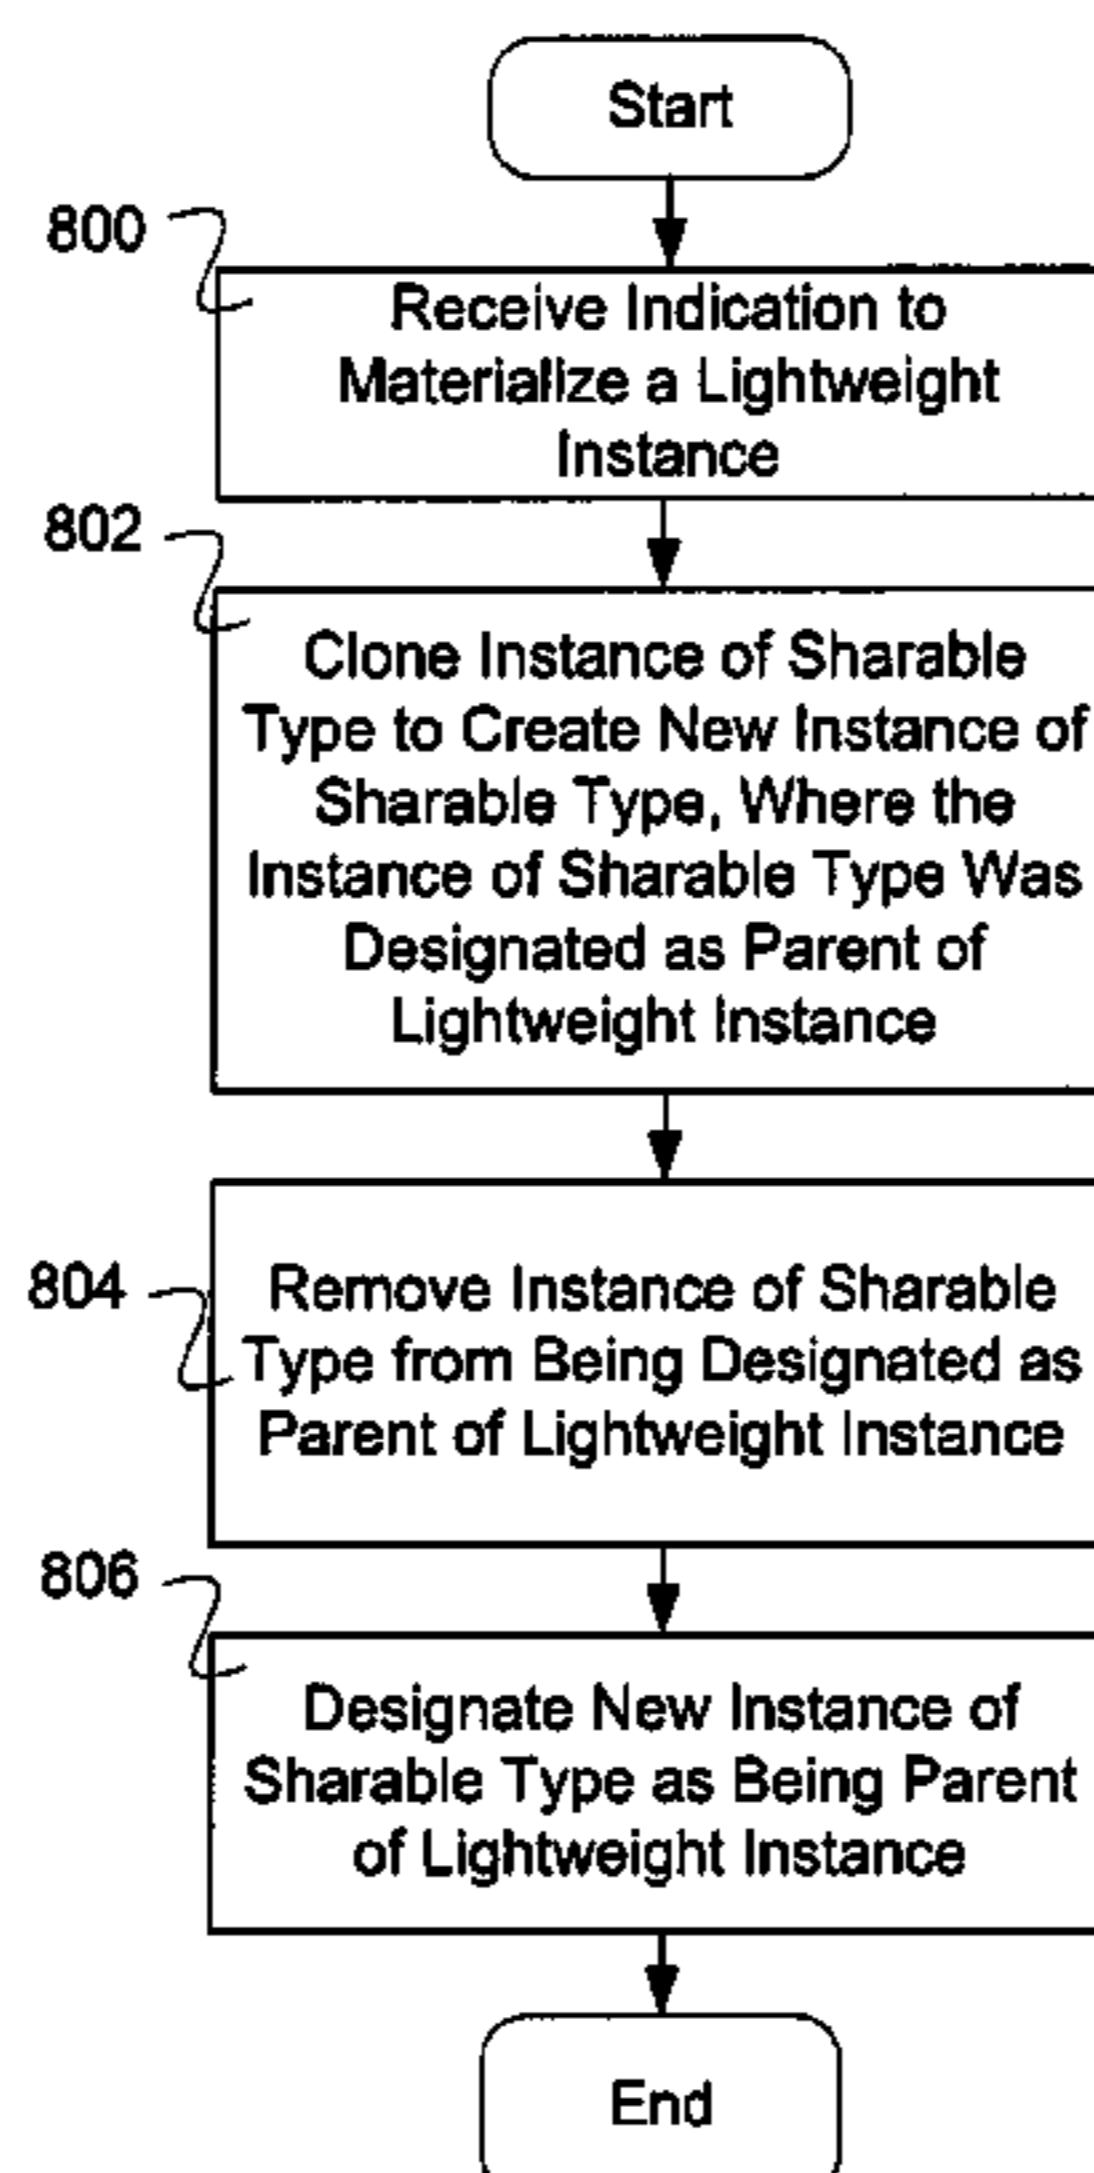 Start
800
Receive Indication to
Materialize a Lightweight
Instance
802
Clone Instance of Sharable
Type to Create New Instance of
Sharable Type, Where the
Instance of Sharable Type Was
Designated as Parent of
Lightweight Instance
804
Remove Instance of Sharable
Type from Being Designated as
Parent of Lightweight Instance
806
Designate New Instance of
Sharable Type as Being Parent
of Lightweight Instance
End